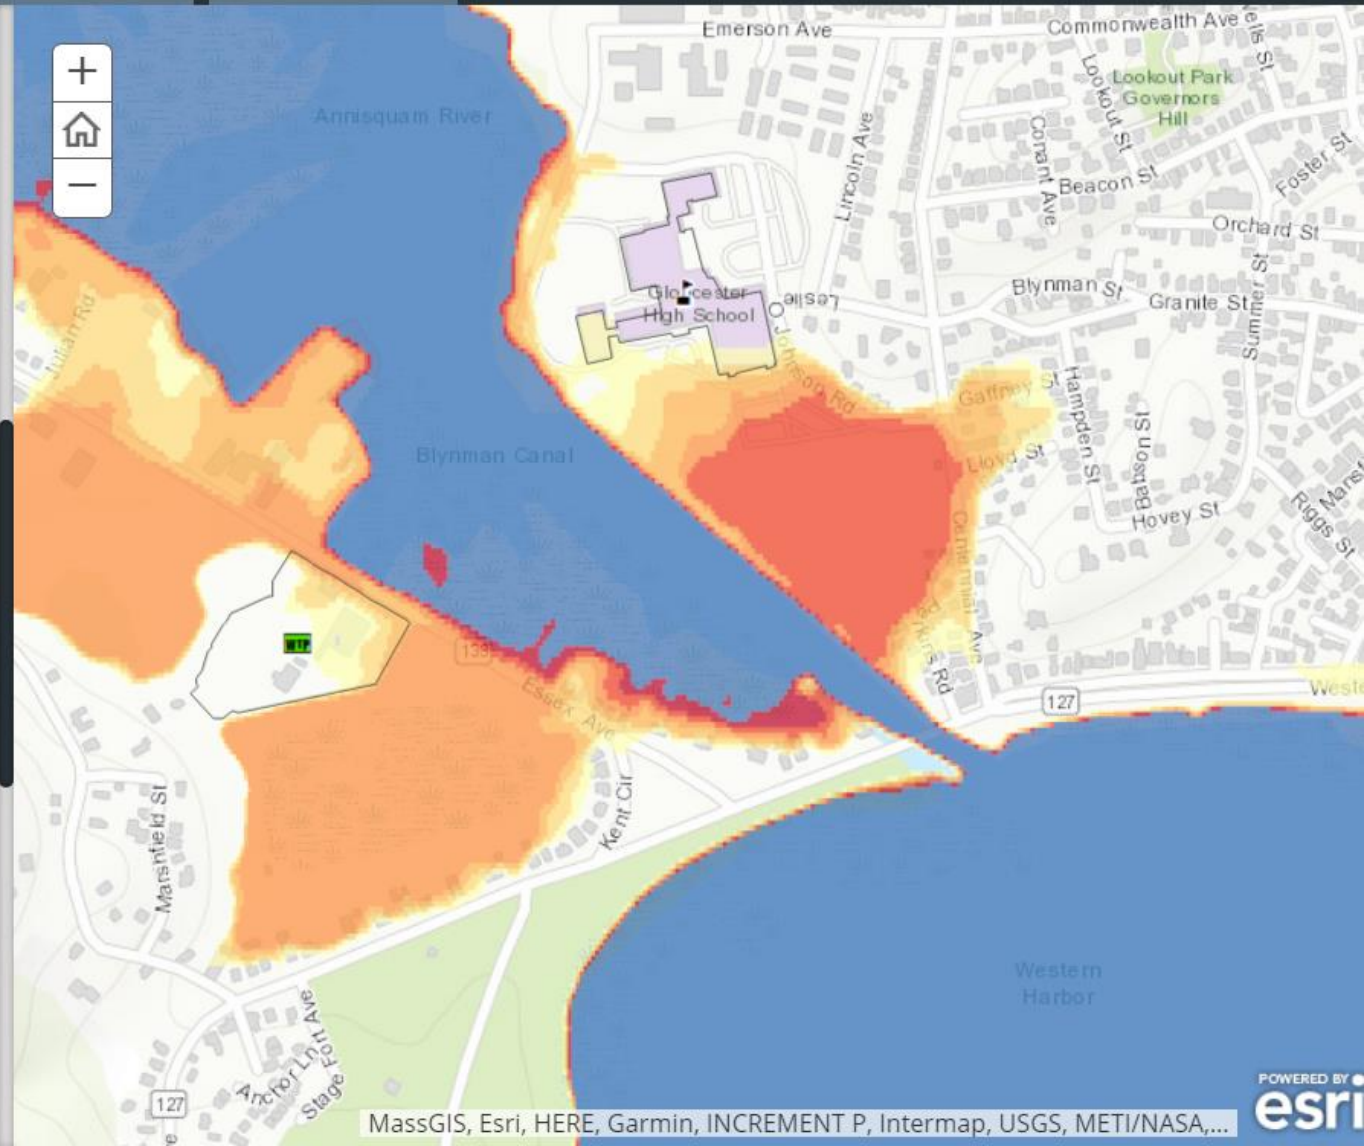 Emerson Ave
Commonwealth Ave
Wells St
Lookout Park
Governors
Hill
Lookout St
Annisquam River
Lincoln Ave
Conant Ave
Beacon St
Foster St
Orchard St
Summer St
Blynman St
Granite St
Gloucester
High School
Leslie
O Johnson Rd
Julian Rd
Gaffney St
Hampden St
Babson St
Lloyd St
Blynman Canal
Hovey St
Riggs St
Centennial Ave
WTP
133
Essex Ave
127
Kent Cir
Marshfield St
Western
Harbor
Stage Fort Ave
Anchor Ln
127
POWERED BY
esri
MassGIS, Esri, HERE, Garmin, INCREMENT P, Intermap, USGS, METI/NASA,...